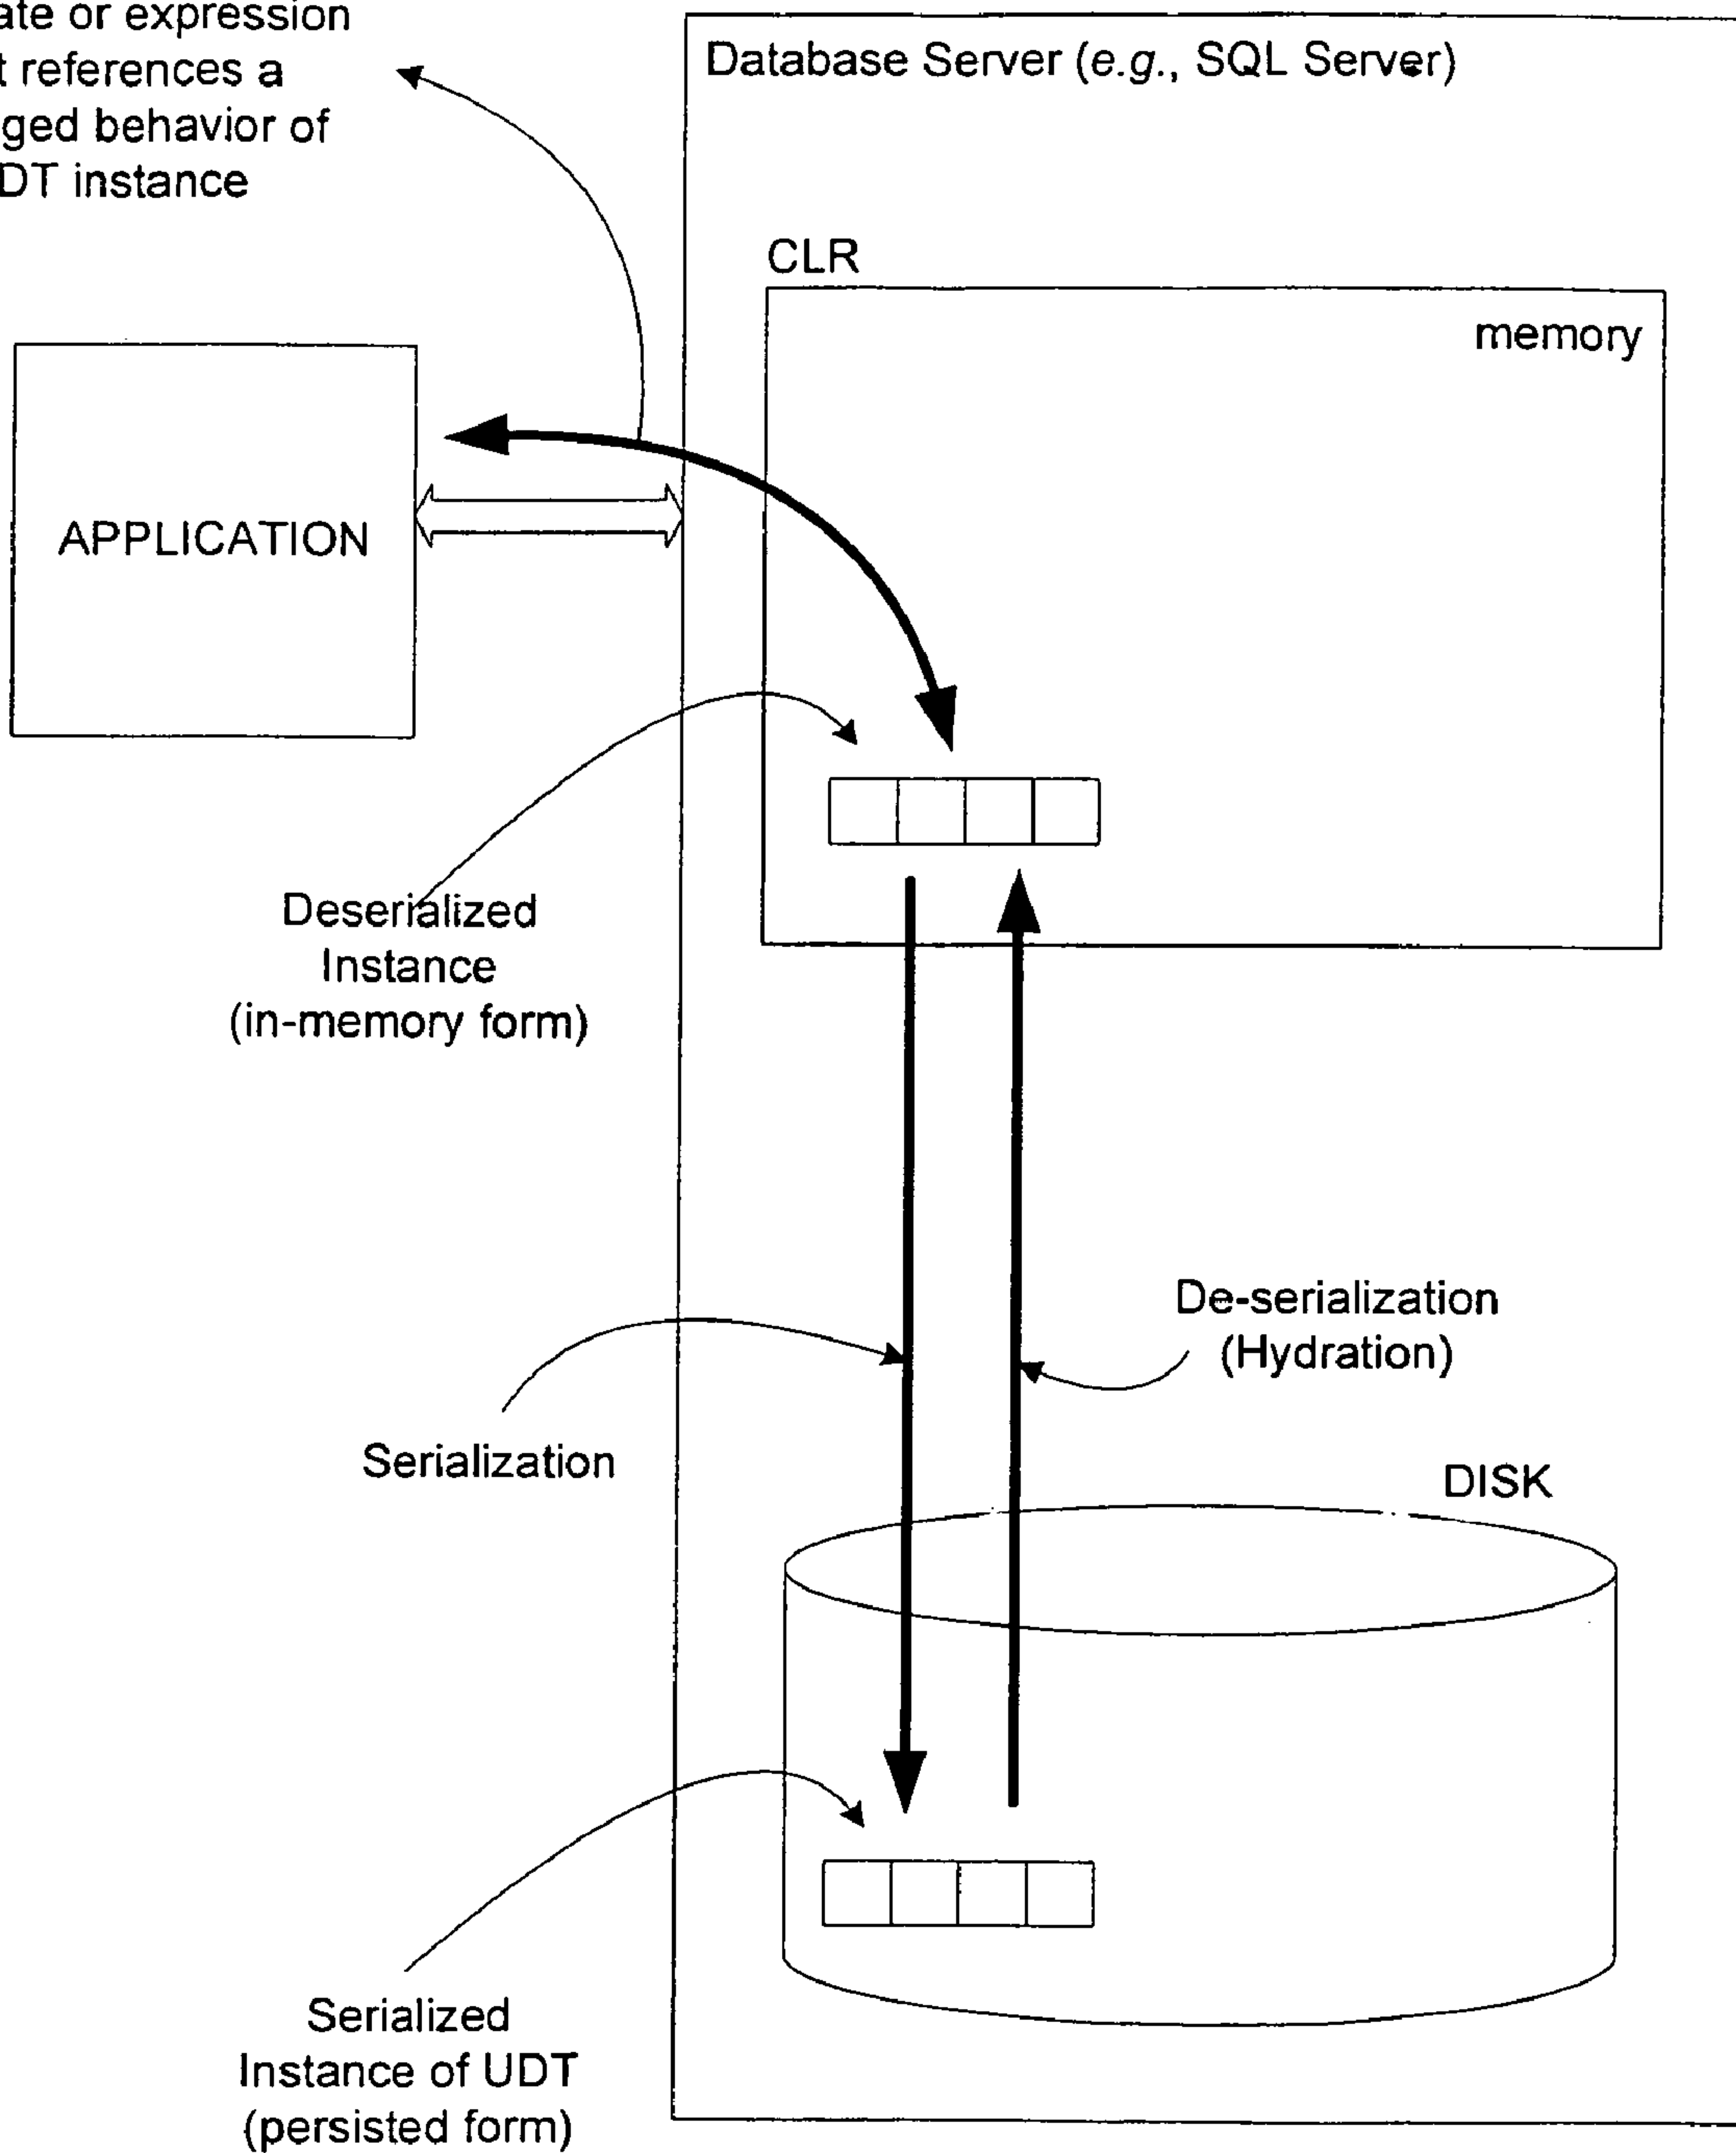 ate or expression
t references a
ged behavior of
DT instance
Database Server (e.g., SQL Server)
CLR
memory
APPLICATION
Deserialized
Instance
(in-memory form)
De-serialization
(Hydration)
Serialization
DISK
Serialized
Instance of UDT
(persisted form)